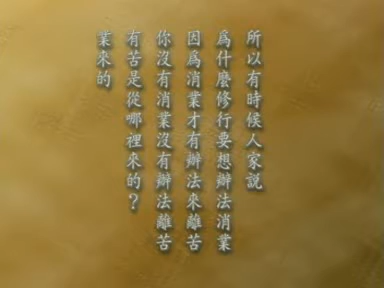 所以有時候人家說
為什麼修行要想辦法消業
因為消業才有辦法來離苦
你沒有消業沒有辦法離苦
有苦是從哪裡來的？
業來的